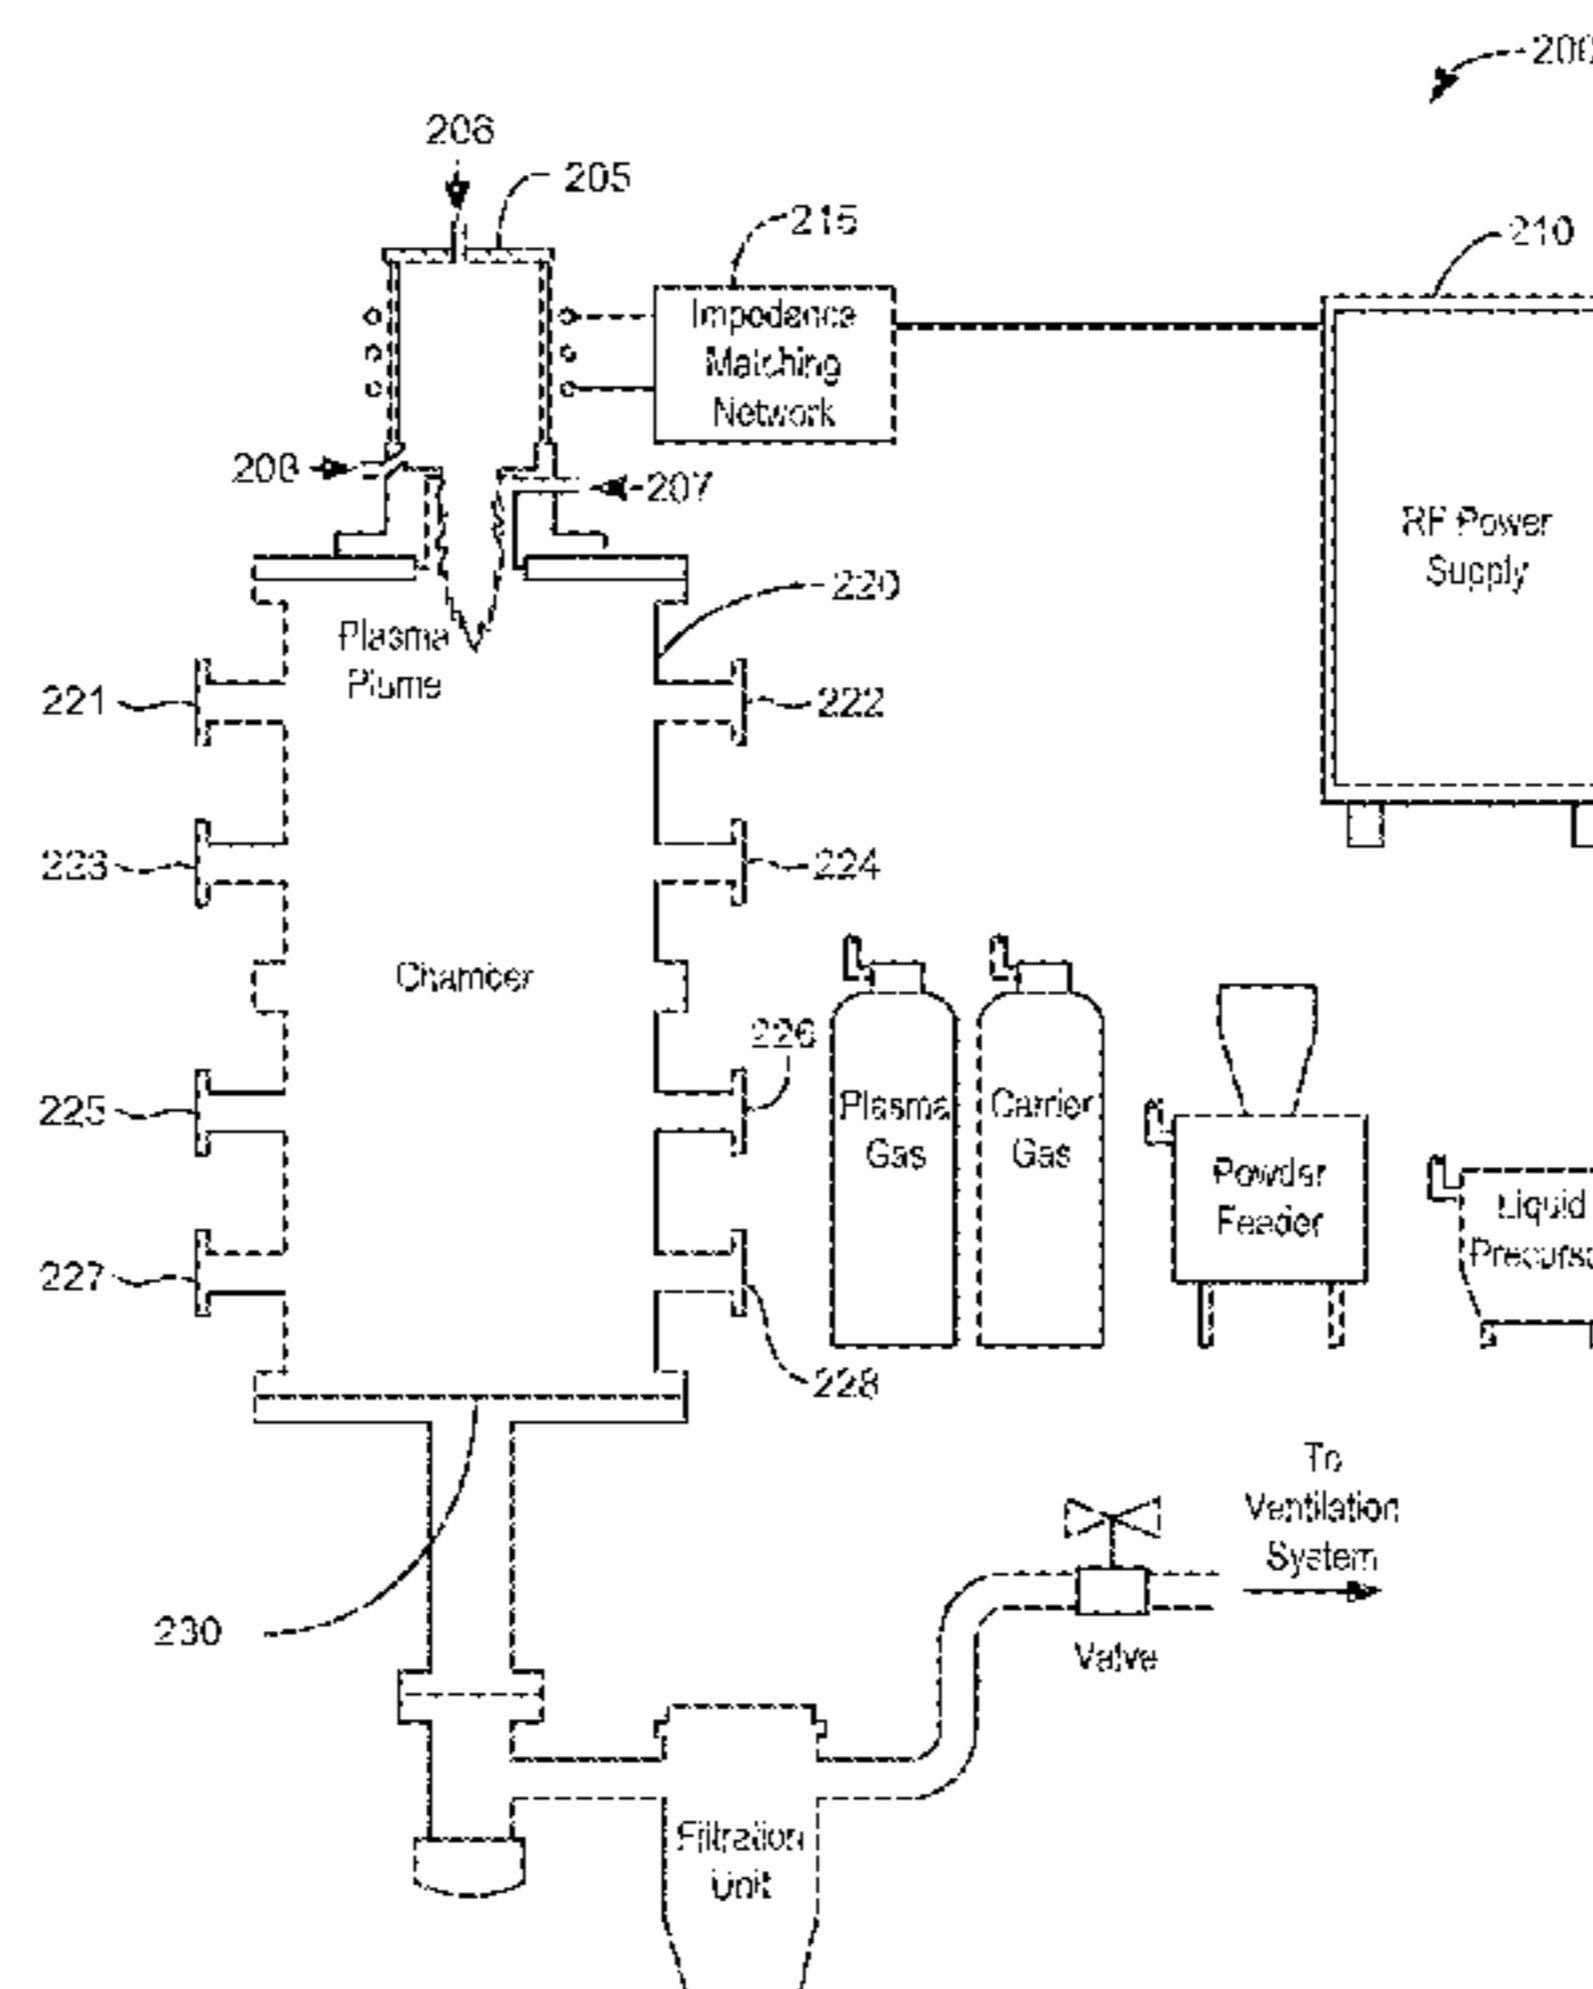 200
206
205
215
210
Impedance
Matching
Network
208
207
RF Power
Supply
220
Plasma
Plume
221
222
223
224
Chamber
226
225
Plasma
Gas
Carrier
Gas
Powder
Feeder
Liquid
227
228
To
Ventilation
System
230
Valve
Filtration
Unit